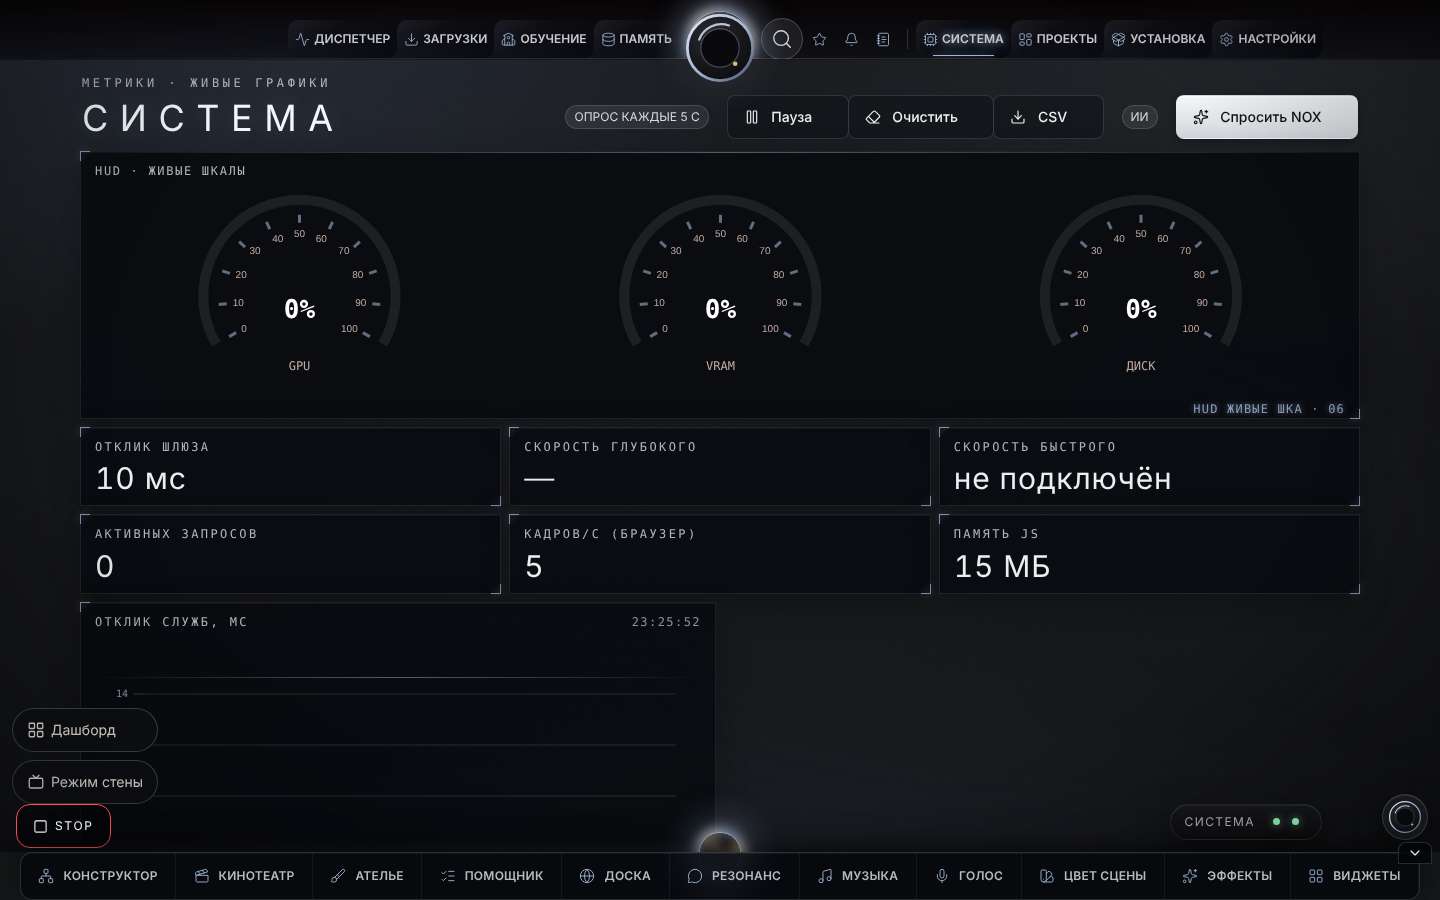 ДИСПЕТЧЕР ЗАГРУЗКИ ОБУЧЕНИЕ ПАМЯТЬ СИСТЕМА ПРОЕКТЫ УСТАНОВКА НАСТРОЙКИ
МЕТРИКИ · ЖИВЫЕ ГРАФИКИ
СИСТЕМА
ОПРОС КАЖДЫЕ 5 С
Пауза
Очистить
CSV
ИИ
Спросить NOX
HUD · ЖИВЫЕ ШКАЛЫ
0 10 20 30 40 50 60 70 80 90 100
0%
GPU
0 10 20 30 40 50 60 70 80 90 100
0%
VRAM
0 10 20 30 40 50 60 70 80 90 100
0%
ДИСК
HUD ЖИВЫЕ ШКА · 06
ОТКЛИК ШЛЮЗА
10 мс
СКОРОСТЬ ГЛУБОКОГО
—
СКОРОСТЬ БЫСТРОГО
не подключён
АКТИВНЫХ ЗАПРОСОВ
0
КАДРОВ/С (БРАУЗЕР)
5
ПАМЯТЬ JS
15 МБ
ОТКЛИК СЛУЖБ, МС
23:25:52
14
Дашборд
Режим стены
STOP
СИСТЕМА
КОНСТРУКТОР КИНОТЕАТР АТЕЛЬЕ ПОМОЩНИК ДОСКА РЕЗОНАНС МУЗЫКА ГОЛОС ЦВЕТ СЦЕНЫ ЭФФЕКТЫ ВИДЖЕТЫ